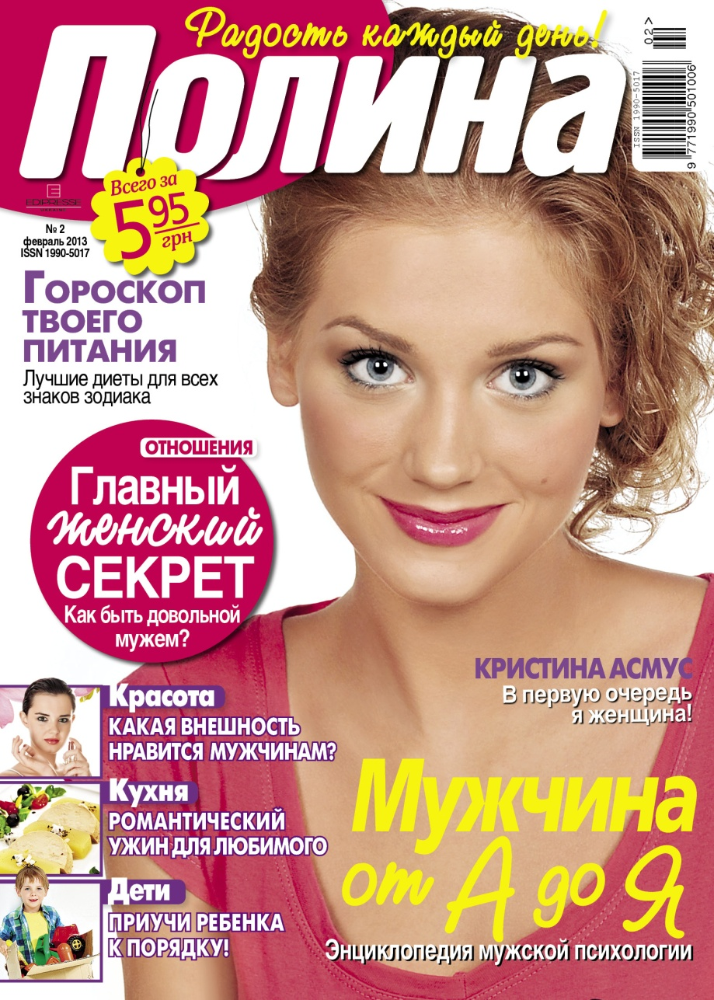 Радость каждый день!
Полина
02>
ISSN 1990-5017
9 771990 501006
Всего за
5 95
грн
EDIPRESSE
№ 2
февраль 2013
ISSN 1990-5017
Гороскоп
твоего
питания
Лучшие диеты для всех
знаков зодиака
ОТНОШЕНИЯ
Главный
женский
СЕКРЕТ
Как быть довольной
мужем?
КРИСТИНА АСМУС
В первую очередь
я женщина!
Красота
КАКАЯ ВНЕШНОСТЬ
НРАВИТСЯ МУЖЧИНАМ?
Кухня
РОМАНТИЧЕСКИЙ
УЖИН ДЛЯ ЛЮБИМОГО
Дети
ПРИУЧИ РЕБЕНКА
К ПОРЯДКУ!
Мужчина
от А до Я
Энциклопедия мужской психологии